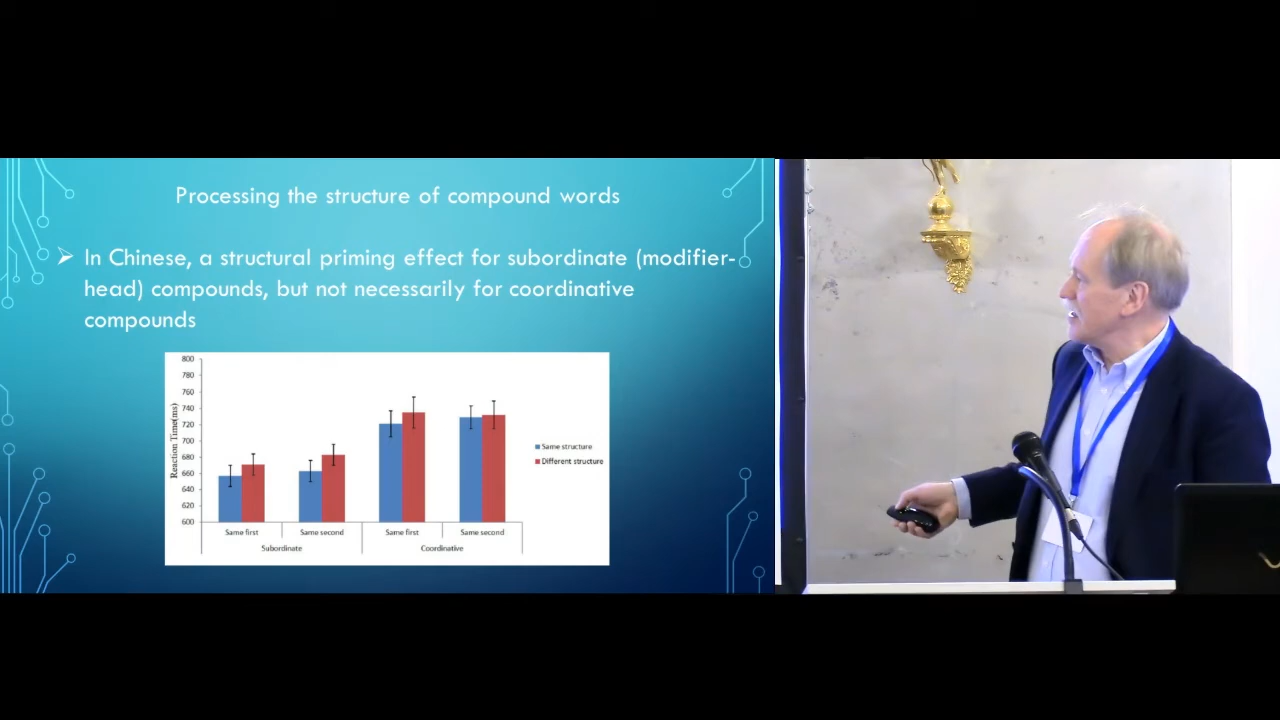 Processing the structure of compound words
In Chinese, a structural priming effect for subordinate (modifier-
head) compounds, but not necessarily for coordinative
compounds
800
780
760
740
720
700
680
660
640
620
600
Reaction Time(ms)
Same first
Same second
Same first
Same second
Subordinate
Coordinative
Same structure
Different structure